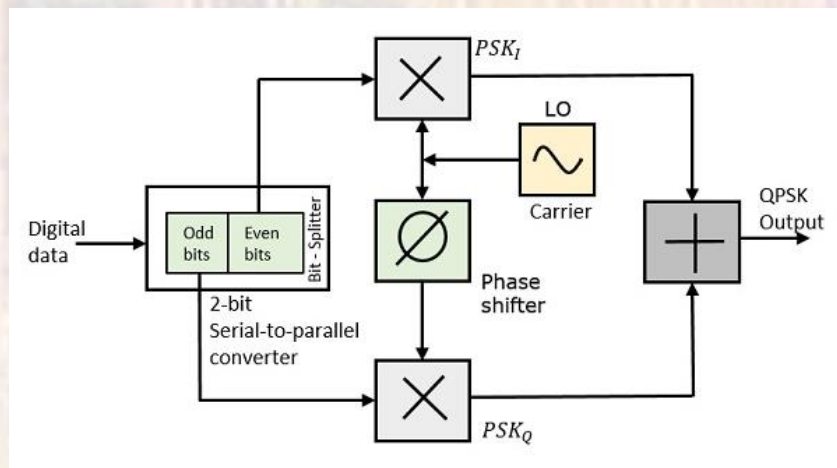 PSK_I
LO
Carrier
Digital
data
Odd
bits
Even
bits
Bit - Splitter
2-bit
Serial-to-parallel
converter
Phase
shifter
QPSK
Output
PSK_Q